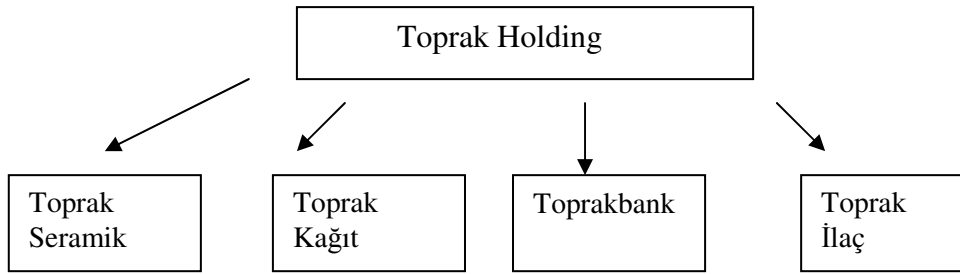 Toprak Holding
Toprak
Seramik
Toprak
Kağıt
Toprakbank
Toprak
İlaç